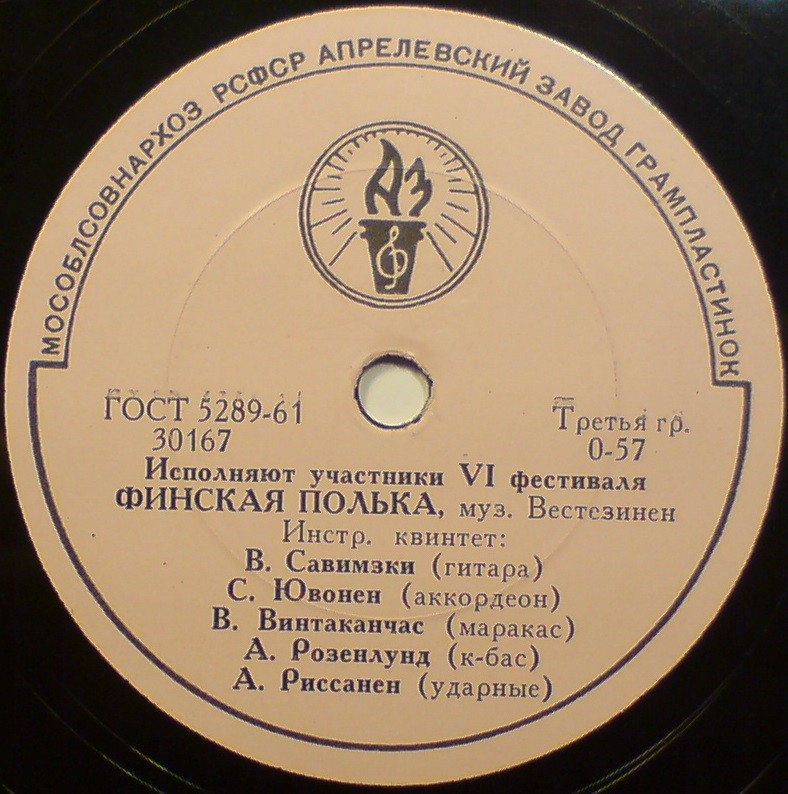 МОСОБЛСОВНАРХОЗ РСФСР АПРЕЛЕВСКИЙ ЗАВОД ГРАМПЛАСТИНОК
АЗ
ГОСТ 5289-61
30167
Третья гр.
0-57
Исполняют участники VI фестиваля
ФИНСКАЯ ПОЛЬКА, муз. Вестезинен
Инстр. квинтет:
В. Савимзки (гитара)
С. Ювонен (аккордеон)
В. Винтаканчас (маракас)
А. Розенлунд (к-бас)
А. Риссанен (ударные)